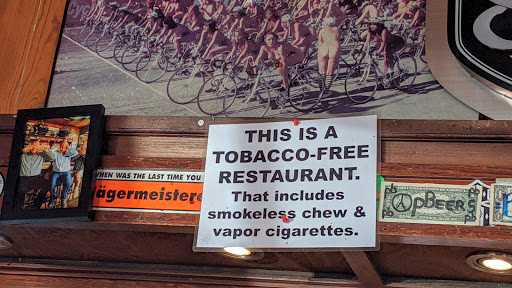 THIS IS A
TOBACCO-FREE
RESTAURANT.
That includes
smokeless chew &
vapor cigarettes.
WHEN WAS THE LAST TIME YOU
Jägermeister
OpBeers